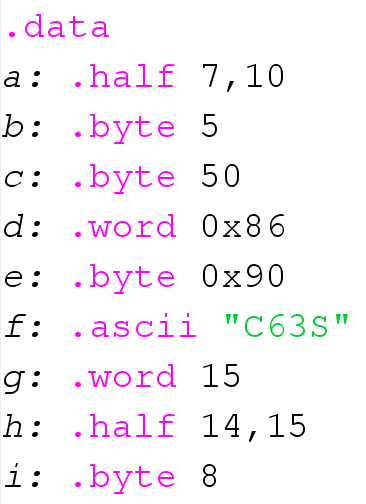 .data
a: .half 7,10
b: .byte 5
c: .byte 50
d: .word 0x86
e: .byte 0x90
f: .ascii "C63S"
g: .word 15
h: .half 14,15
i: .byte 8